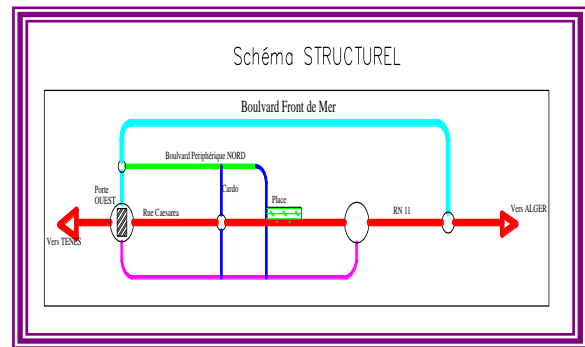 Schéma STRUCTUREL
Boulvard Front de Mer
Boulvard Periphérique NORD
Porte
OUEST
Cardo
Place
Rue Caesarea
RN 11
Vers ALGER
Vers TENES